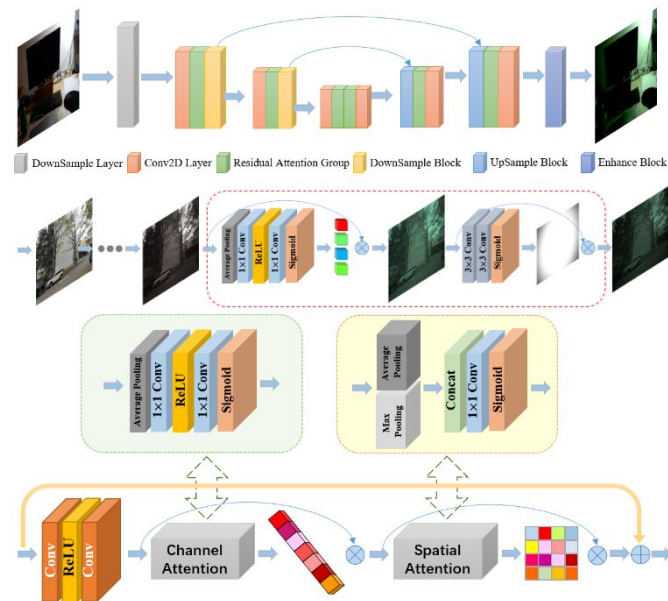 DownSample Layer
Conv2D Layer
Residual Attention Group
DownSample Block
UpSample Block
Enhance Block
Average Pooling
1×1 Conv
ReLU
1×1 Conv
Sigmoid
3×3 Conv
3×3 Conv
Sigmoid
Average Pooling
1×1 Conv
ReLU
1×1 Conv
Sigmoid
Average
Pooling
Max
Pooling
Concat
1×1 Conv
Sigmoid
Conv
ReLU
Conv
Channel
Attention
Spatial
Attention